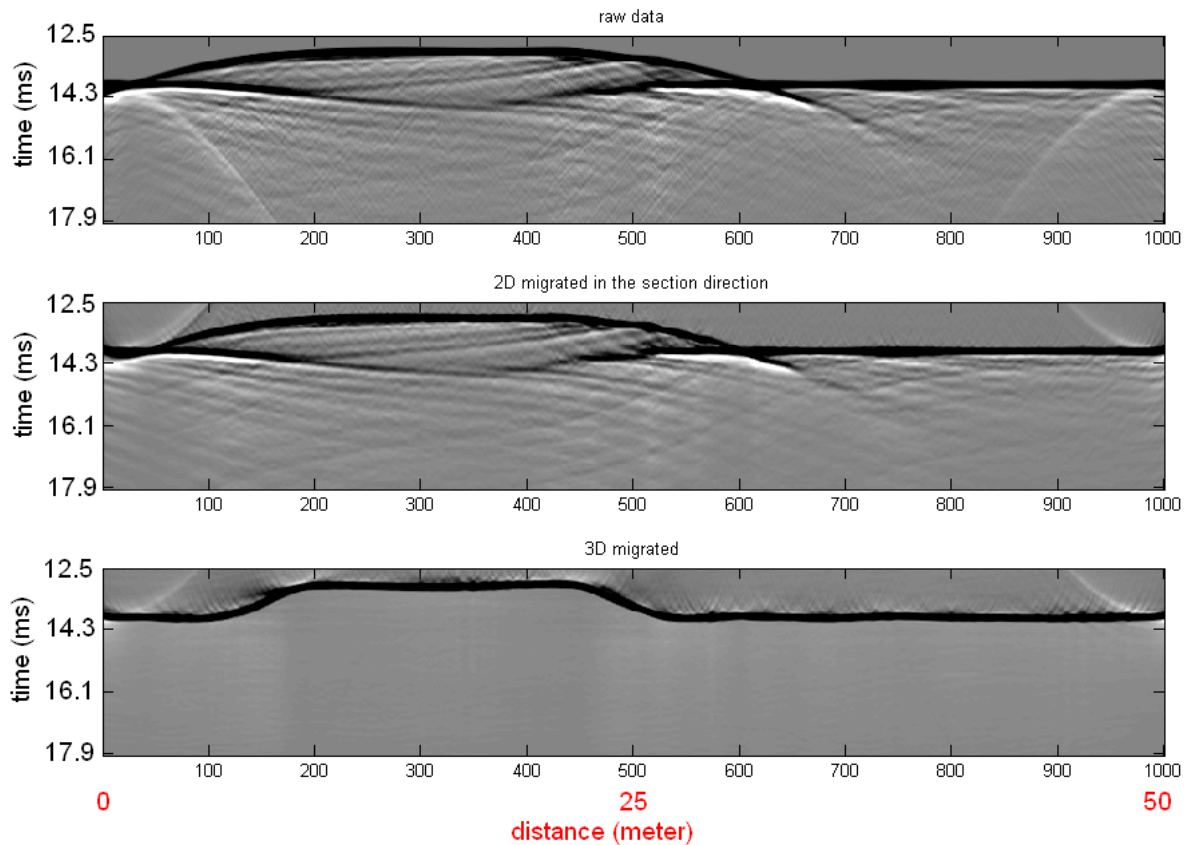 raw data
12.5
14.3
16.1
17.9
time (ms)
100 200 300 400 500 600 700 800 900 1000
2D migrated in the section direction
12.5
14.3
16.1
17.9
time (ms)
100 200 300 400 500 600 700 800 900 1000
3D migrated
12.5
14.3
16.1
17.9
time (ms)
100 200 300 400 500 600 700 800 900 1000
0 25 50
distance (meter)